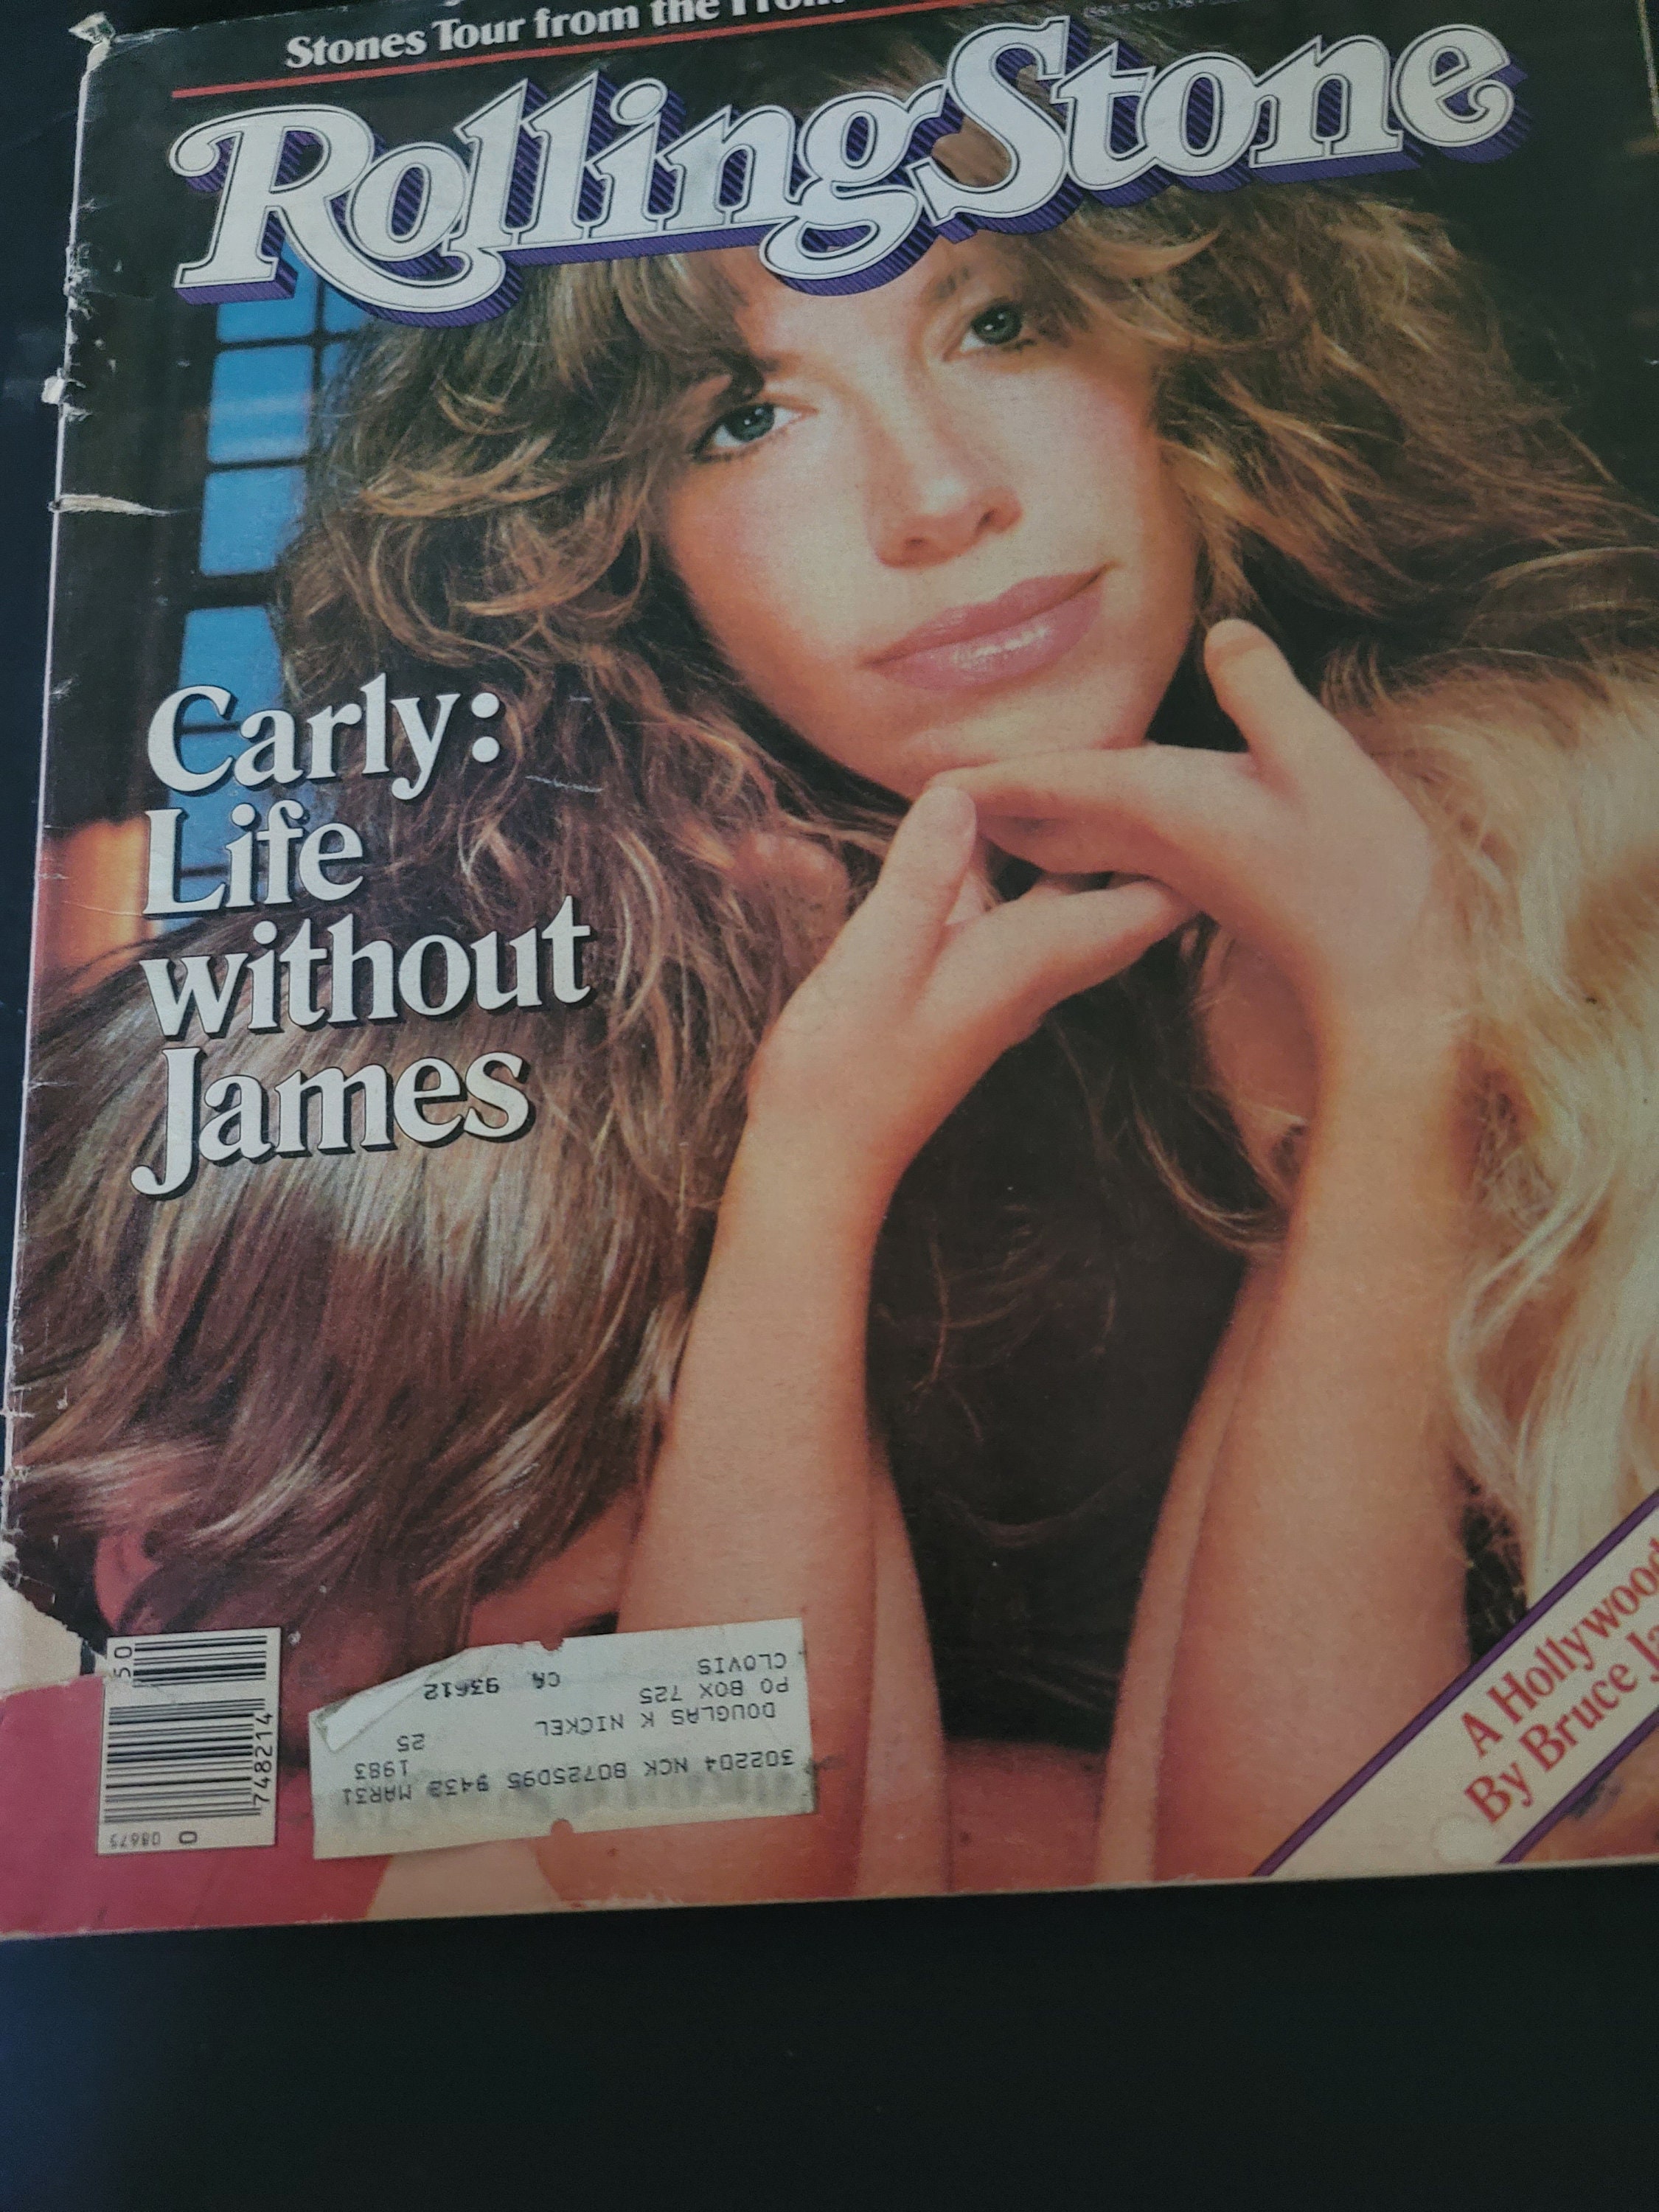 Stones Tour from the
RollingStone
Carly:
Life
without
James
A Hollywood
By Bruce
50
748214
08675 0
302204 NCK B0725D95 9432 MAR31
1983
DOUGLAS K NICKEL 25
PO BOX 725
CLOVIS CA 93612